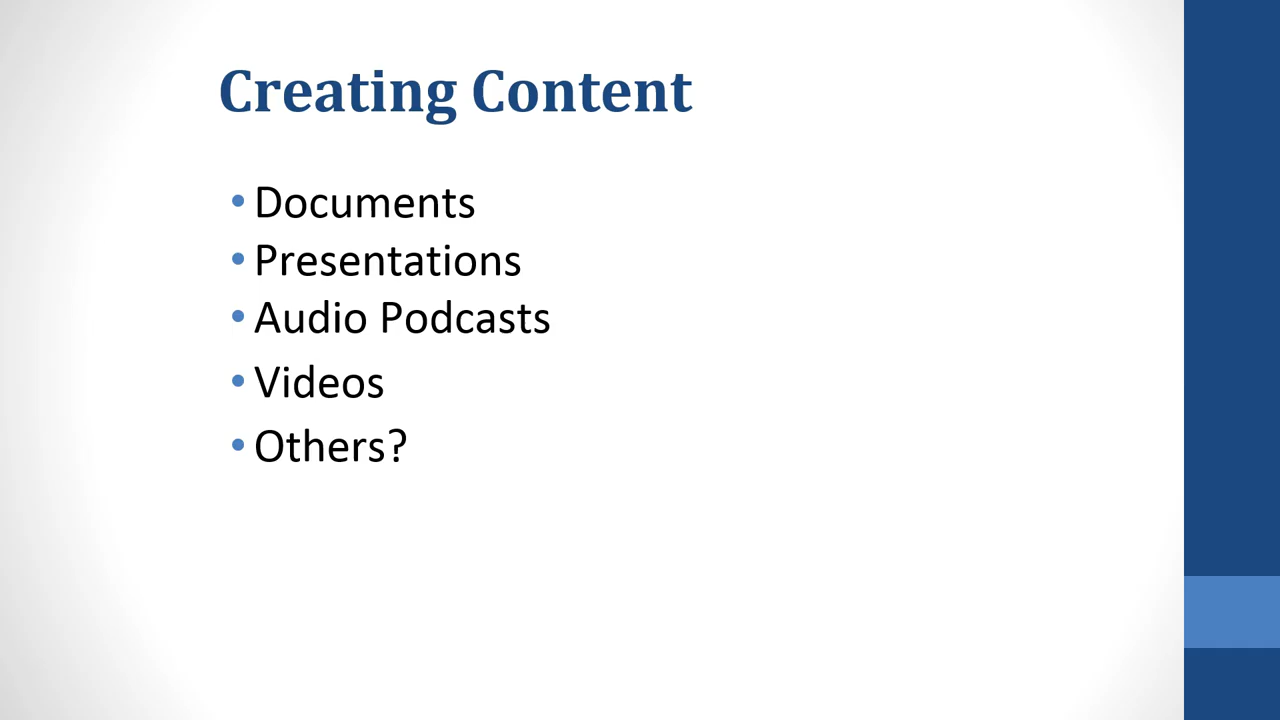 Creating Content
• Documents
• Presentations
• Audio Podcasts
• Videos
• Others?